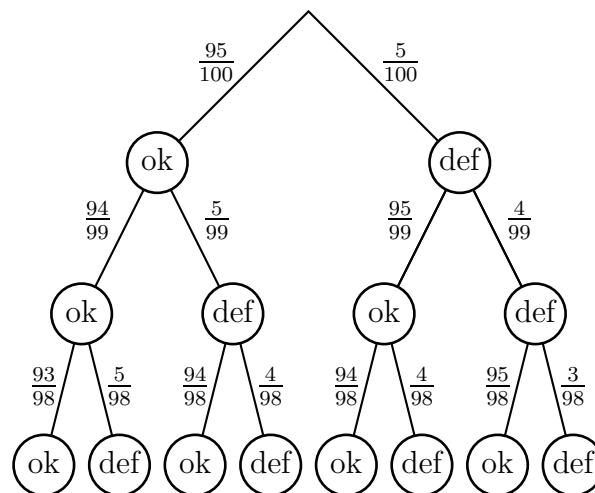 95/100 5/100
ok def
94/99 5/99 95/99 4/99
ok def ok def
93/98 5/98 94/98 4/98 94/98 4/98 95/98 3/98
ok def ok def ok def ok def